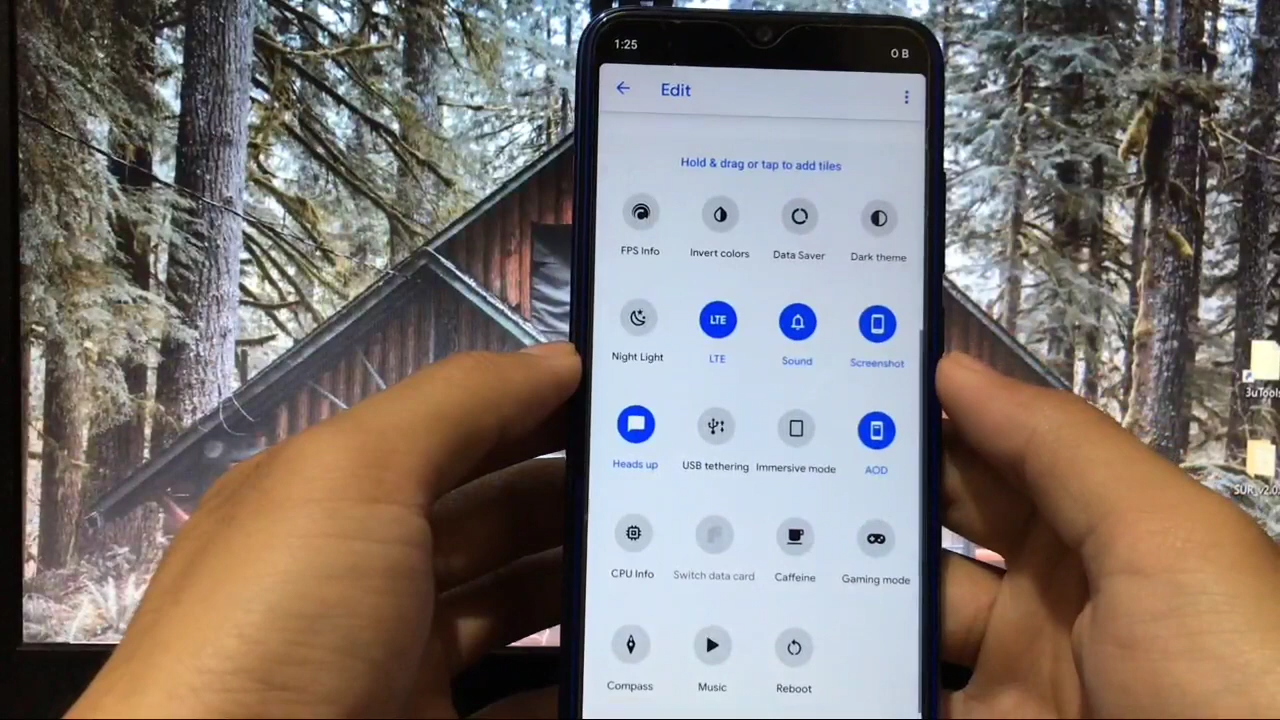 1:25
0 B
Edit
Hold & drag or tap to add tiles
FPS Info
Invert colors
Data Saver
Dark theme
Night Light
LTE
LTE
Sound
Screenshot
Heads up
USB tethering
Immersive mode
AOD
CPU Info
Switch data card
Caffeine
Gaming mode
Compass
Music
Reboot
3uTools